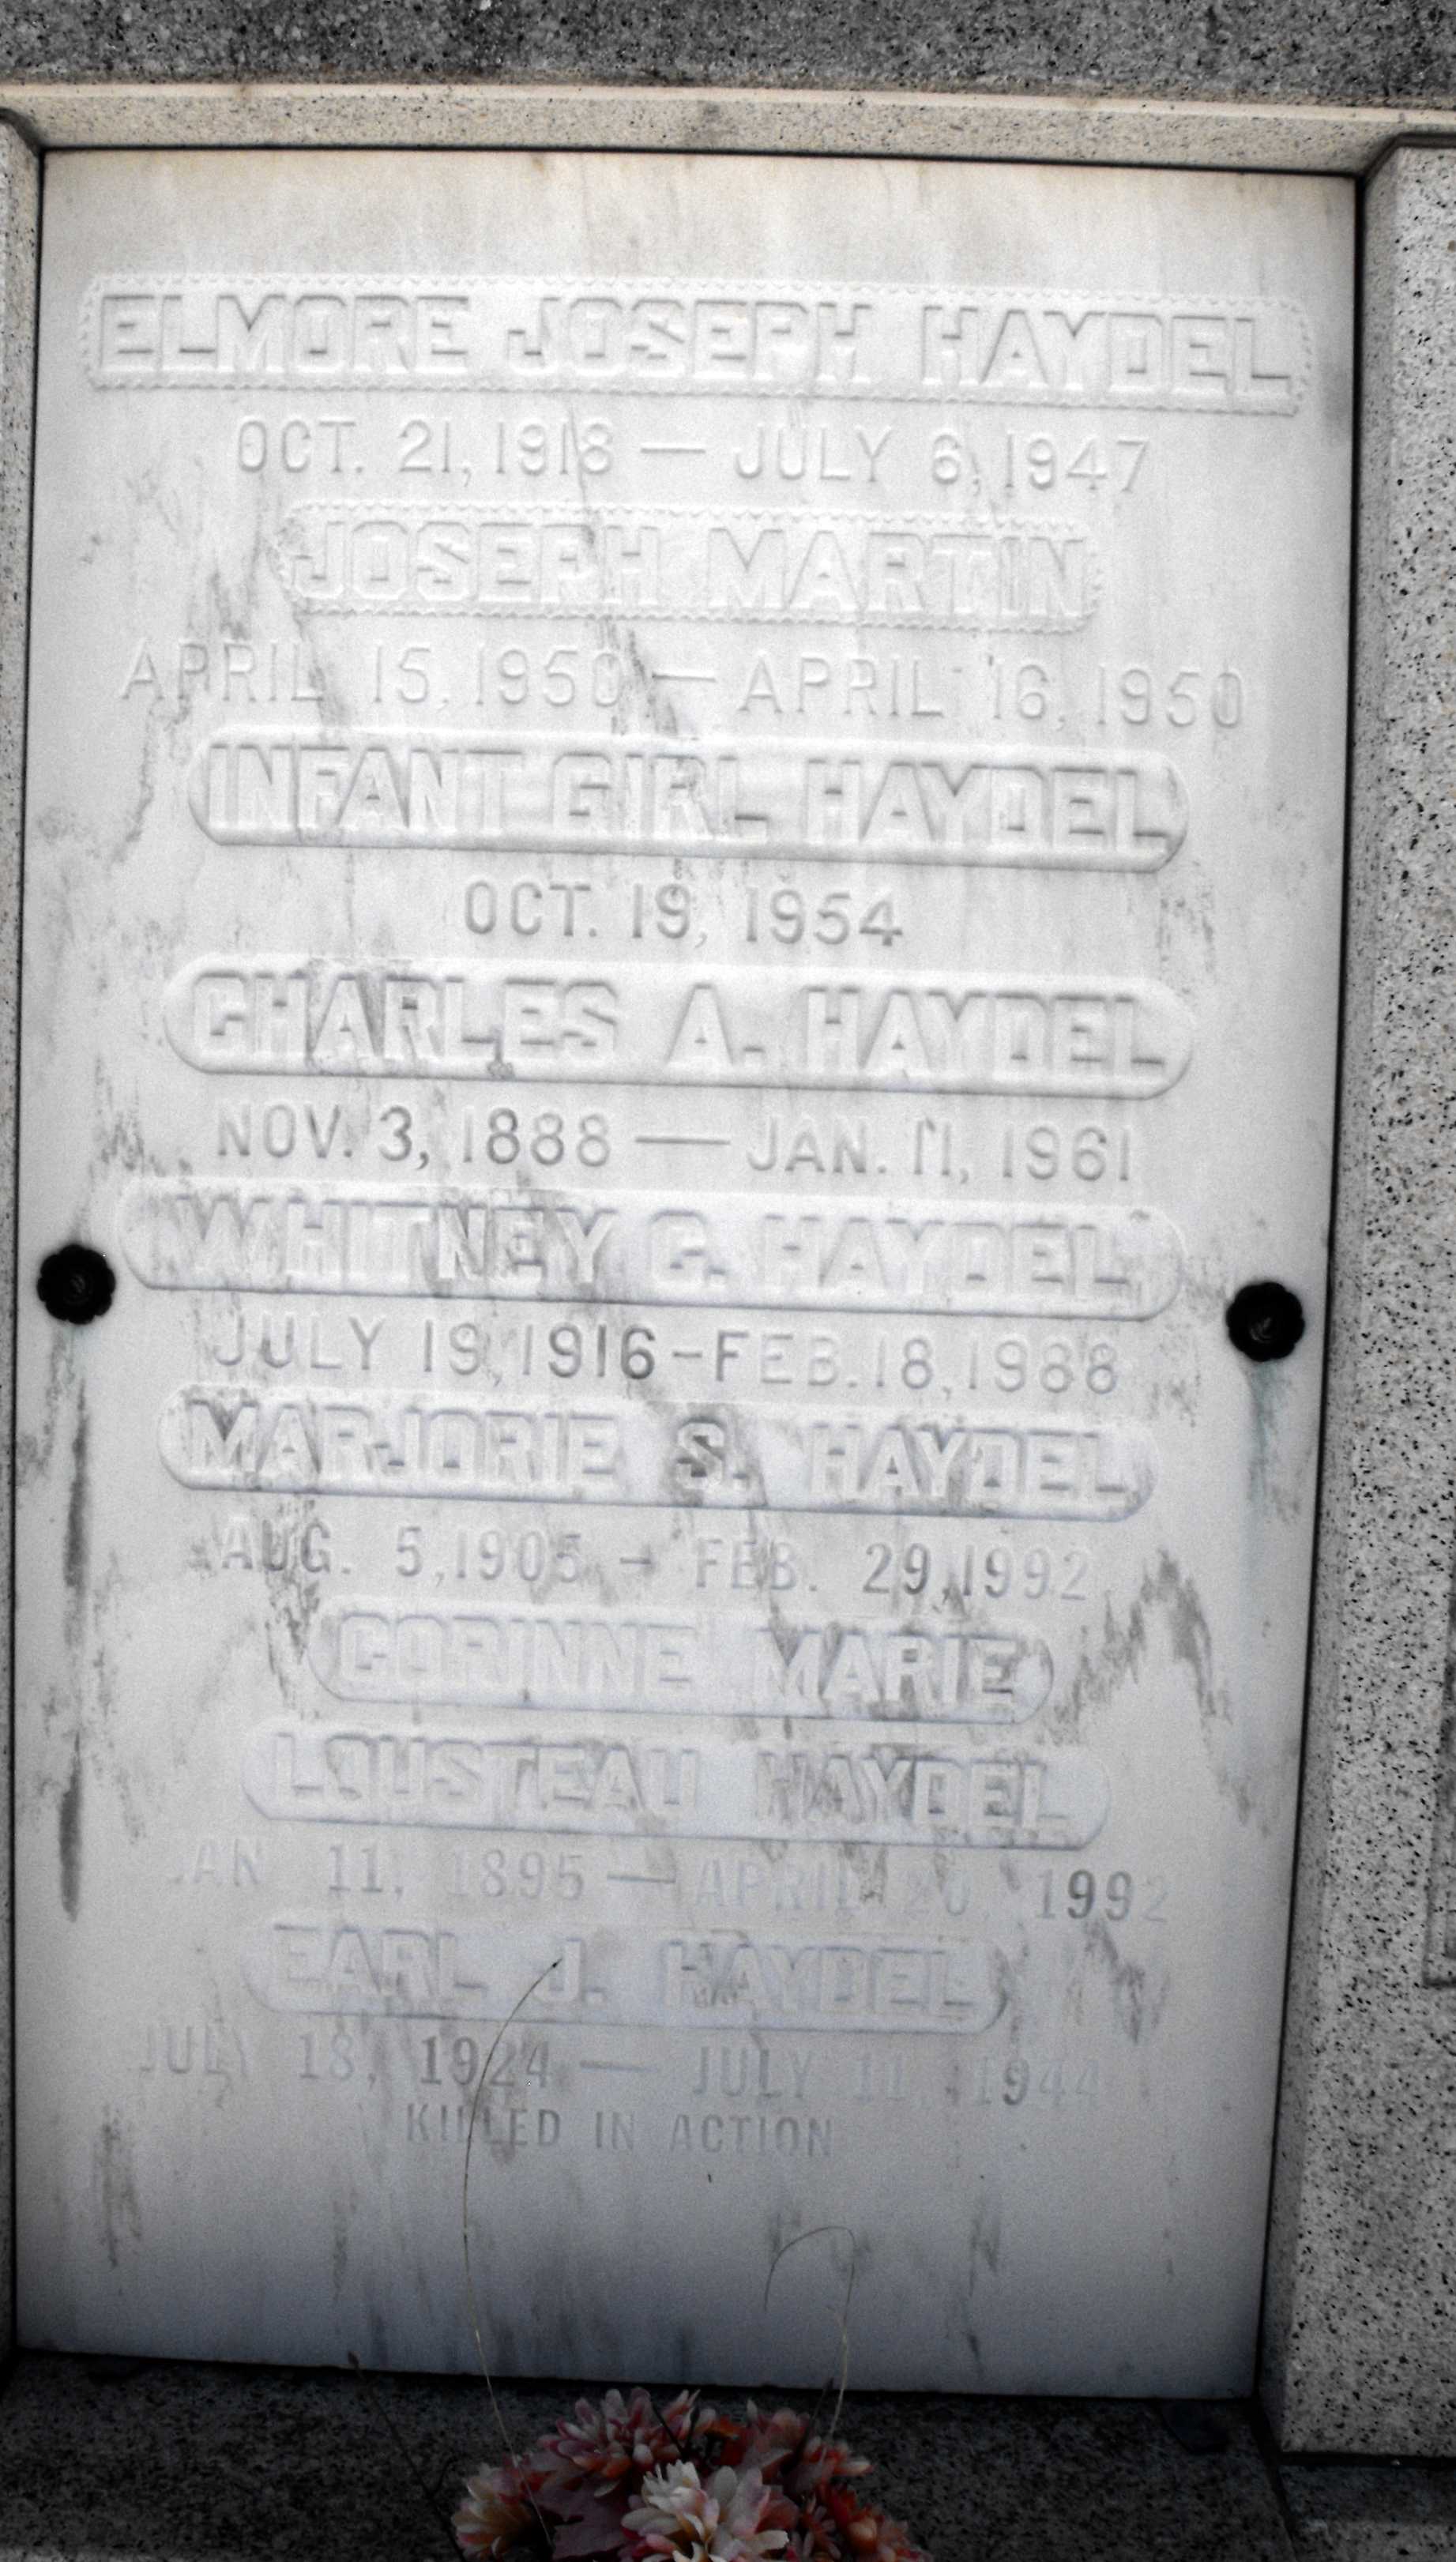 ELMORE JOSEPH HAYDEL
OCT. 21, 1918 — JULY 6, 1947
JOSEPH MARTIN
APRIL 15, 1950 — APRIL 16, 1950
INFANT GIRL HAYDEL
OCT. 19, 1954
CHARLES A. HAYDEL
NOV. 3, 1888 — JAN. 11, 1961
WHITNEY G. HAYDEL
JULY 19, 1916-FEB. 18, 1988
MARJORIE S. HAYDEL
AUG. 5, 1905 - FEB. 29, 1992
CORINNE MARIE
LOUSTEAU HAYDEL
JAN 11, 1895 — APRIL 20, 1992
EARL J. HAYDEL
JULY 18, 1924 — JULY 11, 1944
KILLED IN ACTION